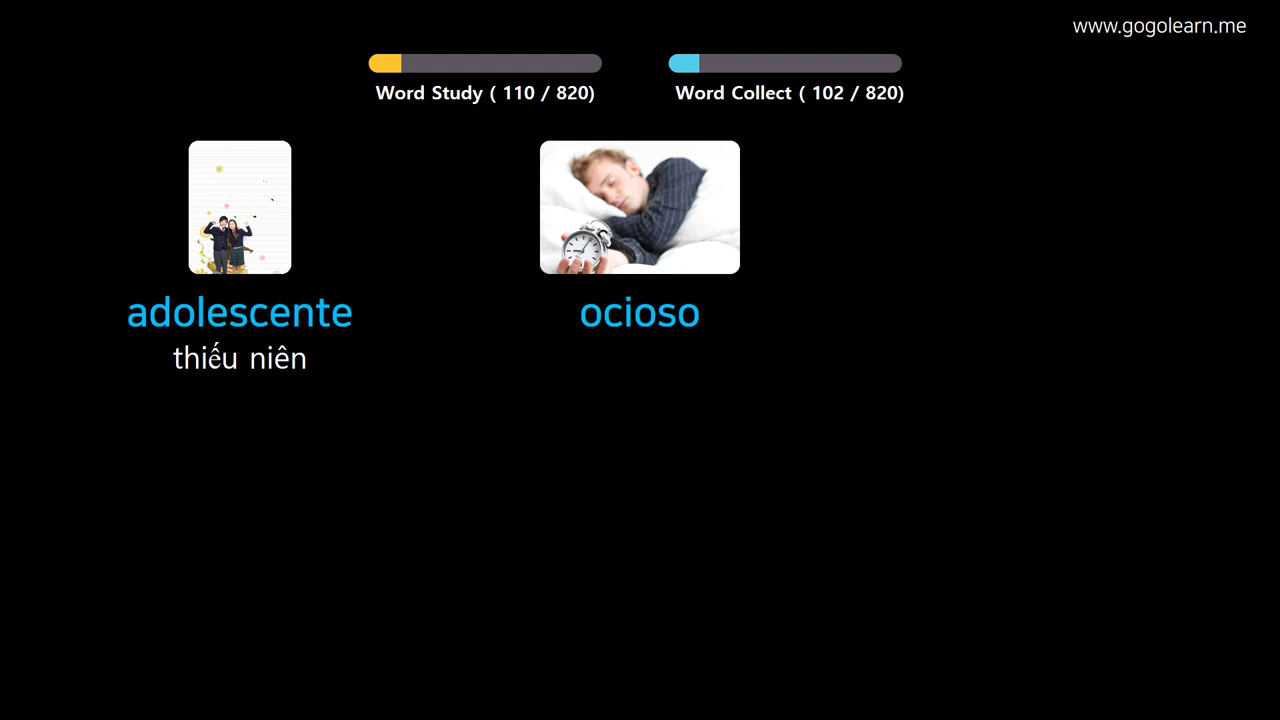 www.gogolearn.me
Word Study ( 110 / 820)
Word Collect ( 102 / 820)
adolescente
thiếu niên
ocioso